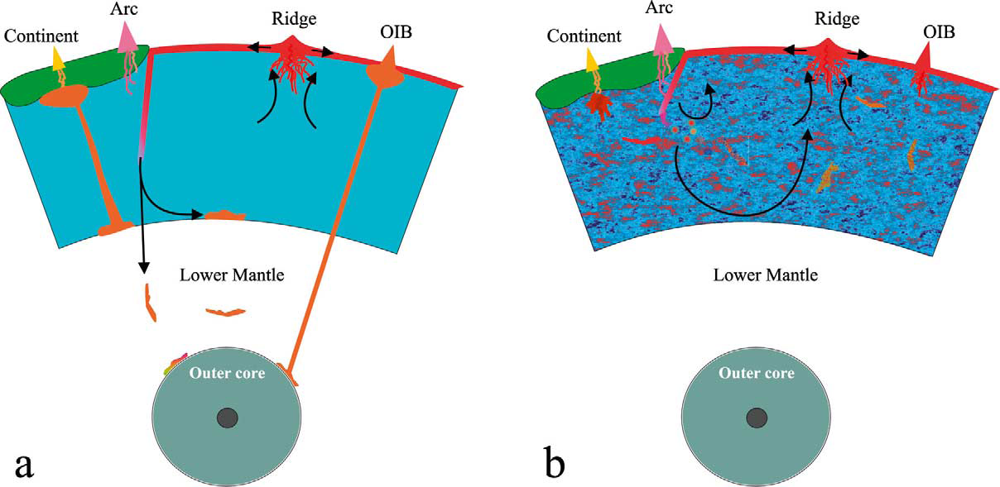 Continent
Arc
Ridge
OIB
Lower Mantle
Outer core
a
Continent
Arc
Ridge
OIB
Lower Mantle
Outer core
b